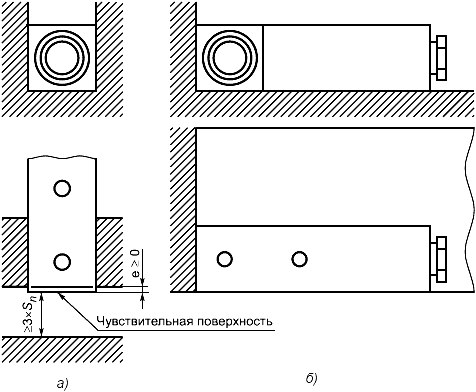 e ≥ 0
≥3×Sn
Чувствительная поверхность
а)
б)